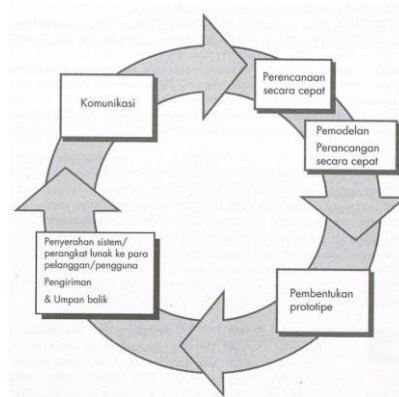 Komunikasi
Perencanaan
secara cepat
Pemodelan
Perancangan
secara cepat
Pembentukan
prototipe
Penyerahan sistem/
perangkat lunak ke para
pelanggan/pengguna
Pengiriman
& Umpan balik